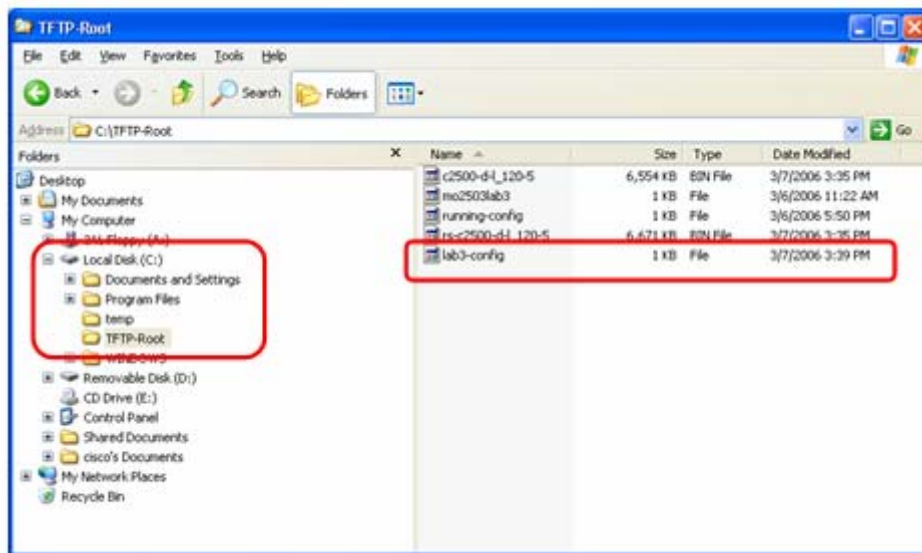 TFTP-Root
File Edit View Favorites Tools Help
Back Search Folders
Address C:\TFTP-Root Go
Folders x
Name Size Type Date Modified
c2500-d-l_120-5 6,554 KB BIN File 3/7/2006 3:35 PM
mo2503lab3 1 KB File 3/6/2006 11:22 AM
running-config 1 KB File 3/6/2006 5:50 PM
rs-c2500-d-l_120-5 6,671 KB BIN File 3/7/2006 3:35 PM
lab3-config 1 KB File 3/7/2006 3:39 PM
Desktop
My Documents
My Computer
3½ Floppy (A:)
Local Disk (C:)
Documents and Settings
Program Files
temp
TFTP-Root
WINDOWS
Removable Disk (D:)
CD Drive (E:)
Control Panel
Shared Documents
cisco's Documents
My Network Places
Recycle Bin